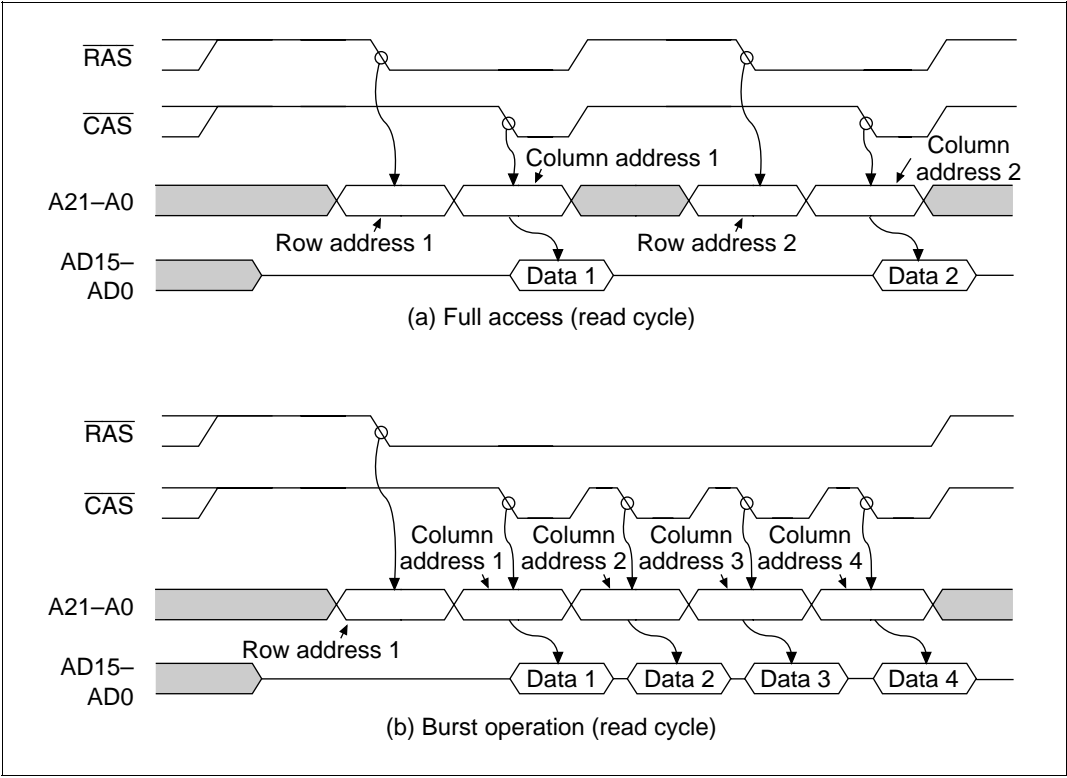 RAS
CAS
Column address 1
Column
address 2
A21–A0
Row address 1
Row address 2
AD15–
AD0
Data 1
Data 2
(a) Full access (read cycle)
RAS
CAS
Column
address 1
Column
address 2
Column
address 3
Column
address 4
A21–A0
Row address 1
AD15–
AD0
Data 1
Data 2
Data 3
Data 4
(b) Burst operation (read cycle)